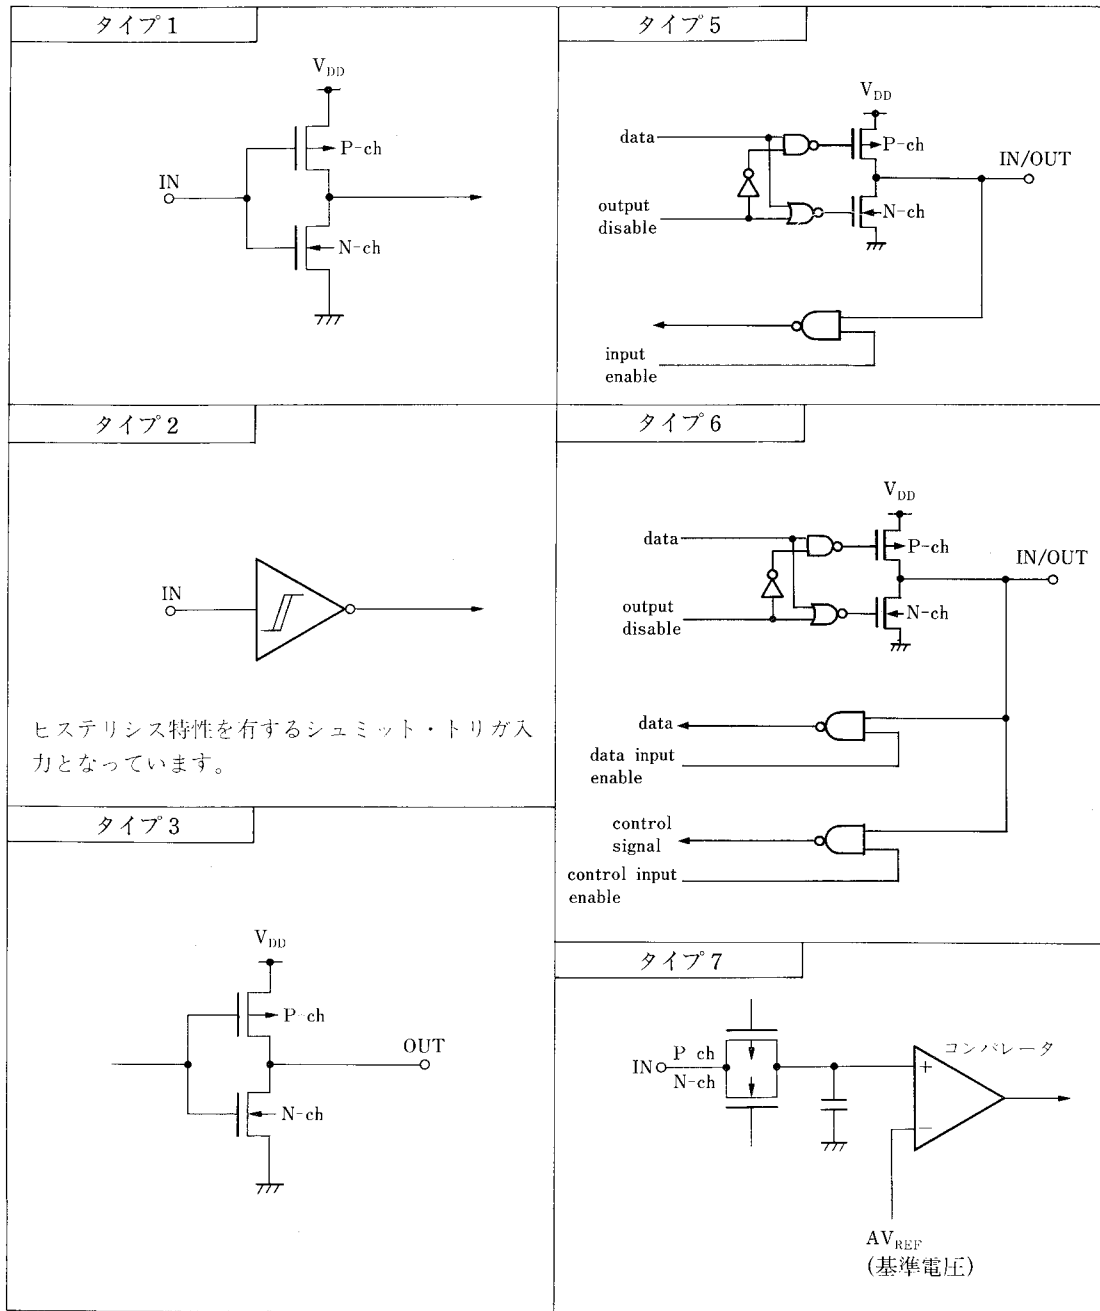 タイプ1
V_DD
P-ch
IN
N-ch
タイプ2
IN
ヒステリシス特性を有するシュミット・トリガ入
力となっています。
タイプ3
V_DD
P-ch
OUT
N-ch
タイプ5
V_DD
data
P-ch
IN/OUT
output
disable
N-ch
input
enable
タイプ6
V_DD
data
P-ch
IN/OUT
output
disable
N-ch
data
data input
enable
control
signal
control input
enable
タイプ7
コンパレータ
P ch
IN
N-ch
+
−
AV_REF
(基準電圧)